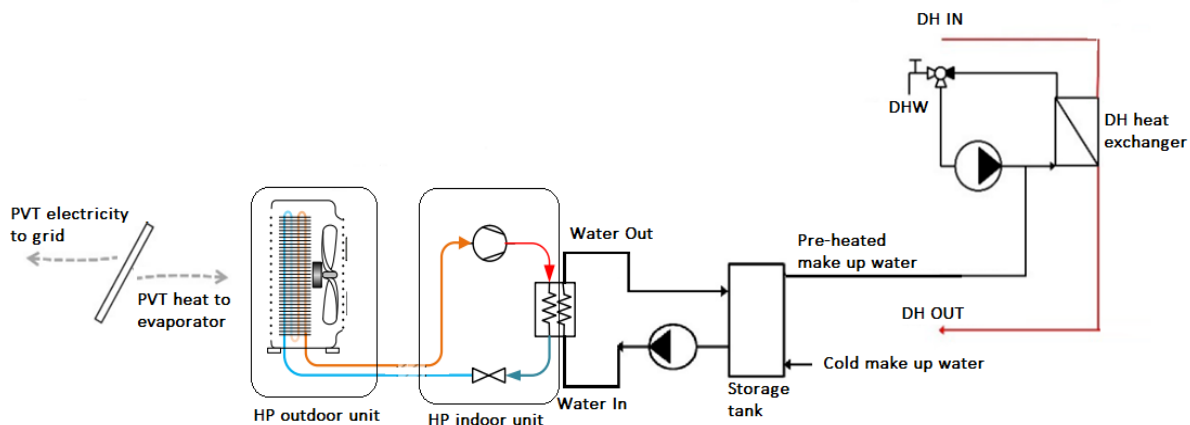 DH IN
DHW
DH heat
exchanger
PVT electricity
to grid
Water Out
Pre-heated
make up water
PVT heat to
evaporator
DH OUT
Cold make up water
Storage
tank
Water In
HP outdoor unit
HP indoor unit